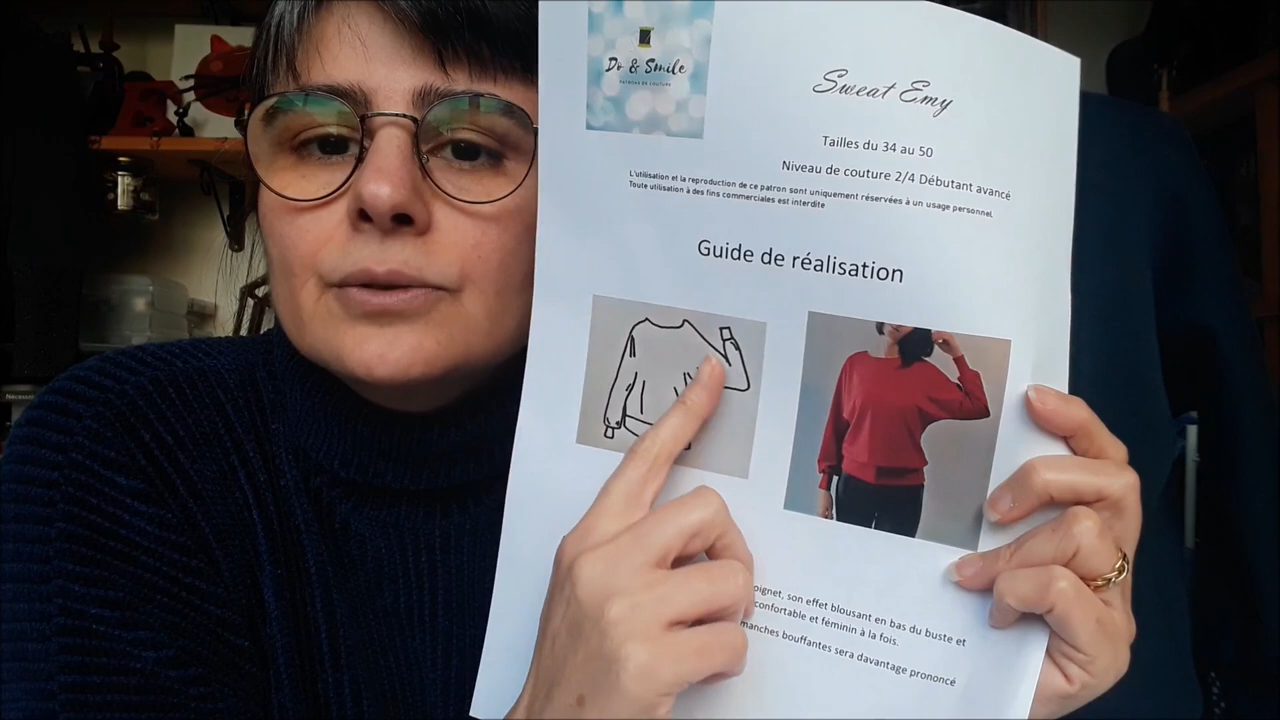 Do & Smile
PATRONS DE COUTURE
Sweat Emy
Tailles du 34 au 50
Niveau de couture 2/4 Débutant avancé
L'utilisation et la reproduction de ce patron sont uniquement réservées à un usage personnel.
Toute utilisation à des fins commerciales est interdite
Guide de réalisation
poignet, son effet blousant en bas du buste et
confortable et féminin à la fois.
manches bouffantes sera davantage prononcé